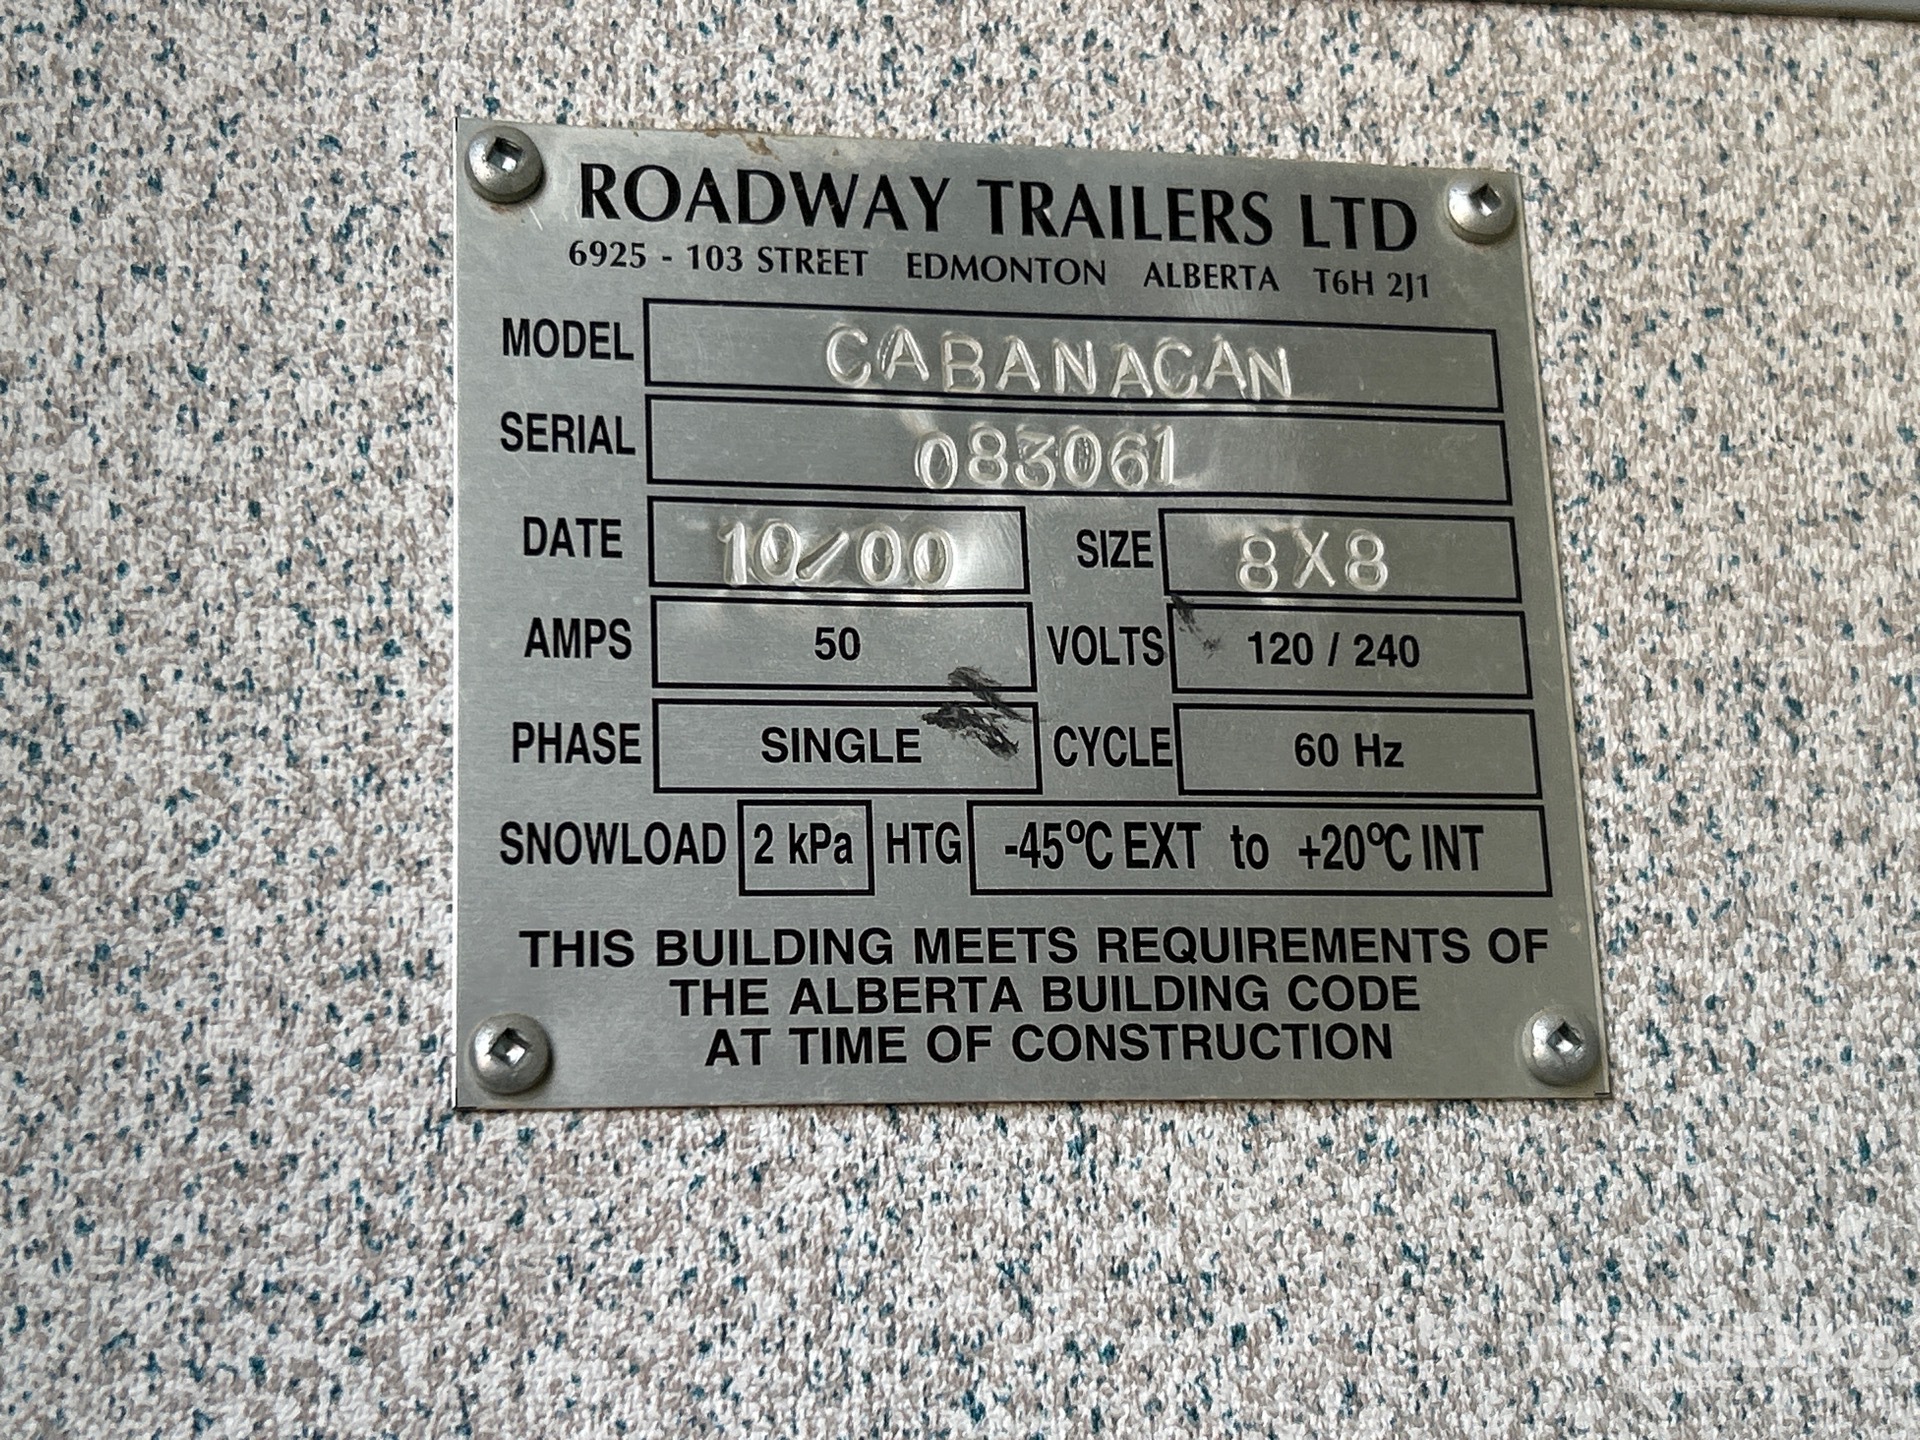 ROADWAY TRAILERS LTD
6925 - 103 STREET EDMONTON ALBERTA T6H 2J1
MODEL CABANACAN
SERIAL 083061
DATE 10/00 SIZE 8X8
AMPS 50 VOLTS 120 / 240
PHASE SINGLE CYCLE 60 Hz
SNOWLOAD 2 kPa HTG -45°C EXT to +20°C INT
THIS BUILDING MEETS REQUIREMENTS OF
THE ALBERTA BUILDING CODE
AT TIME OF CONSTRUCTION